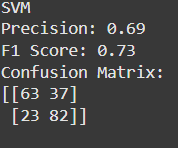 SVM
Precision: 0.69
F1 Score: 0.73
Confusion Matrix:
[[63 37]
 [23 82]]